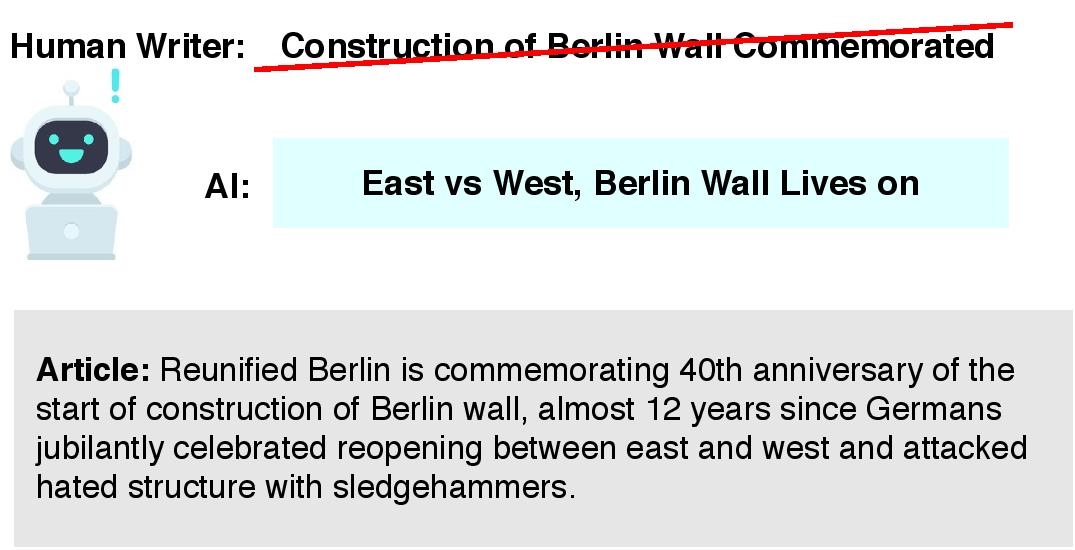 Human Writer: Construction of Berlin Wall Commemorated
!
AI: East vs West, Berlin Wall Lives on
Article: Reunified Berlin is commemorating 40th anniversary of the
start of construction of Berlin wall, almost 12 years since Germans
jubilantly celebrated reopening between east and west and attacked
hated structure with sledgehammers.